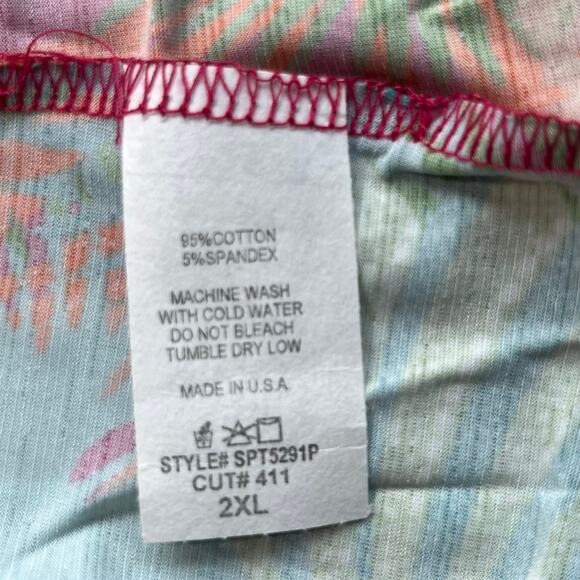 95%COTTON
5%SPANDEX
MACHINE WASH
WITH COLD WATER
DO NOT BLEACH
TUMBLE DRY LOW
MADE IN U.S.A
STYLE# SPT5291P
CUT# 411
2XL